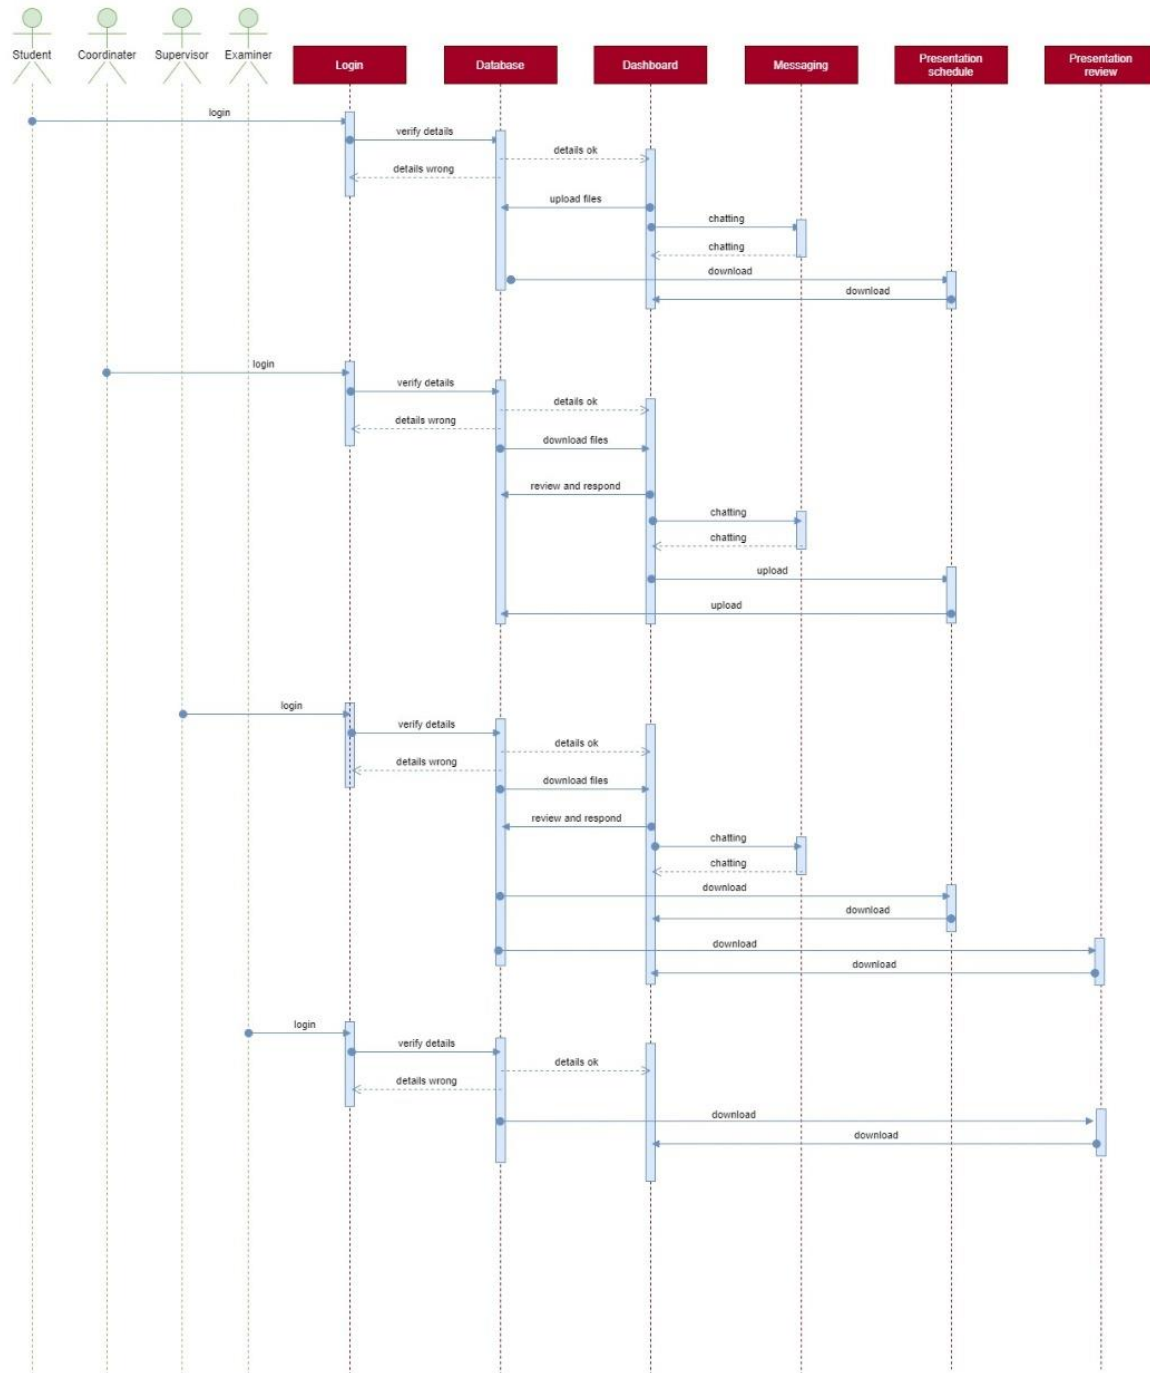 Student
Coordinater
Supervisor
Examiner
Login
Database
Dashboard
Messaging
Presentation
schedule
Presentation
review
login
verify details
details ok
details wrong
upload files
chatting
chatting
download
download
login
verify details
details ok
details wrong
download files
review and respond
chatting
chatting
upload
upload
login
verify details
details ok
details wrong
download files
review and respond
chatting
chatting
download
download
download
download
login
verify details
details ok
details wrong
download
download